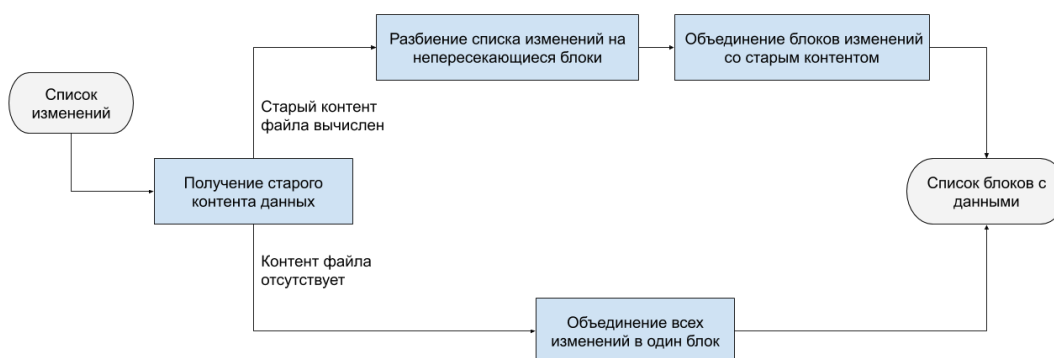 Разбиение списка изменений на
непересекающиеся блоки
Объединение блоков изменений
со старым контентом
Список
изменений
Старый контент
файла вычислен
Получение старого
контента данных
Список блоков с
данными
Контент файла
отсутствует
Объединение всех
изменений в один блок